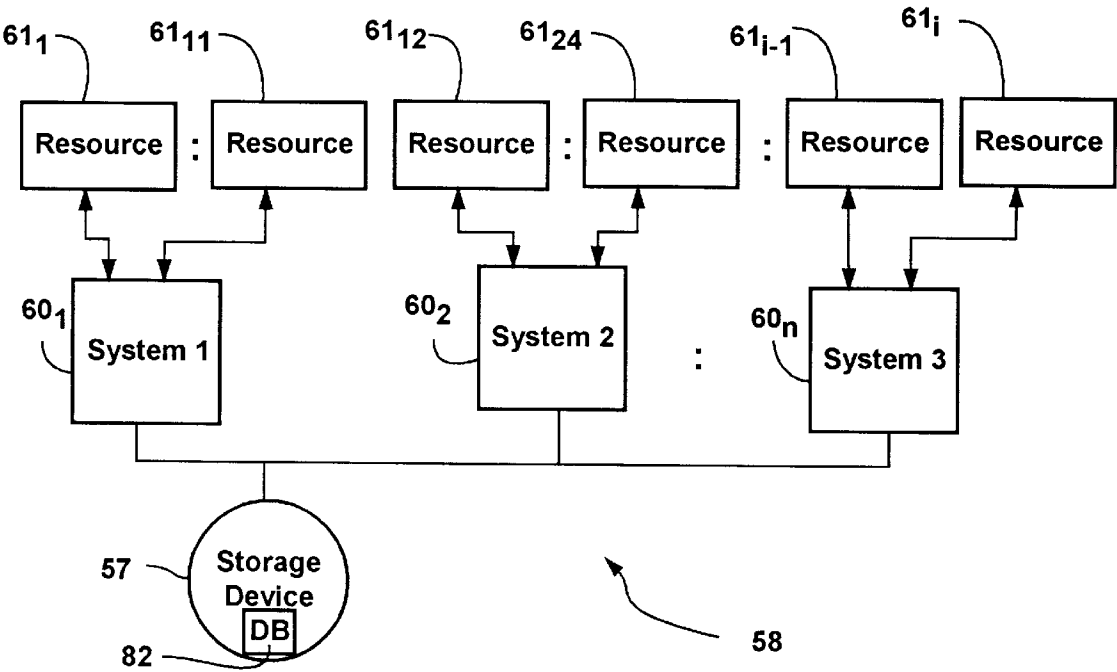 61₁ 61₁₁ 61₁₂ 61₂₄ 61ᵢ₋₁ 61ᵢ
Resource : Resource Resource : Resource : Resource Resource
60₁ System 1 60₂ System 2 : 60ₙ System 3
57 Storage
Device
DB
82
58